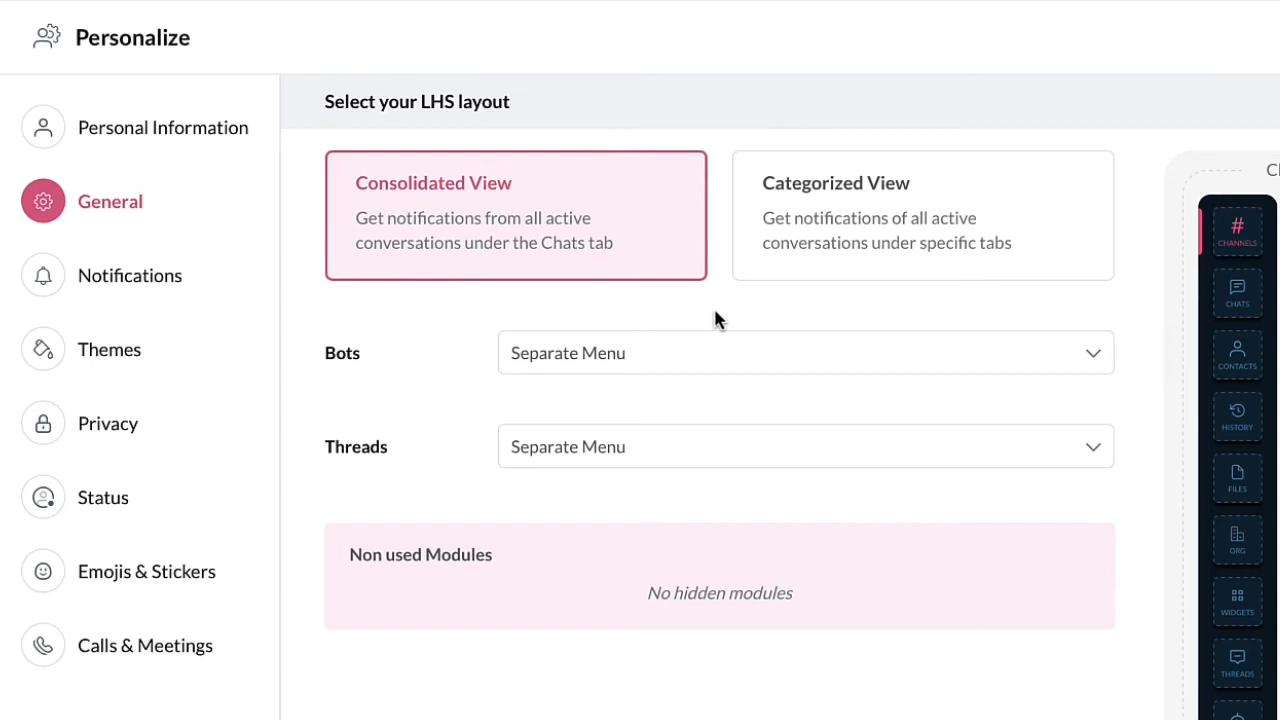 Personalize
Personal Information
General
Notifications
Themes
Privacy
Status
Emojis & Stickers
Calls & Meetings
Select your LHS layout
Consolidated View
Get notifications from all active
conversations under the Chats tab
Categorized View
Get notifications of all active
conversations under specific tabs
Bots
Separate Menu
Threads
Separate Menu
Non used Modules
No hidden modules
CHANNELS
CHATS
CONTACTS
HISTORY
FILES
ORG
WIDGETS
THREADS